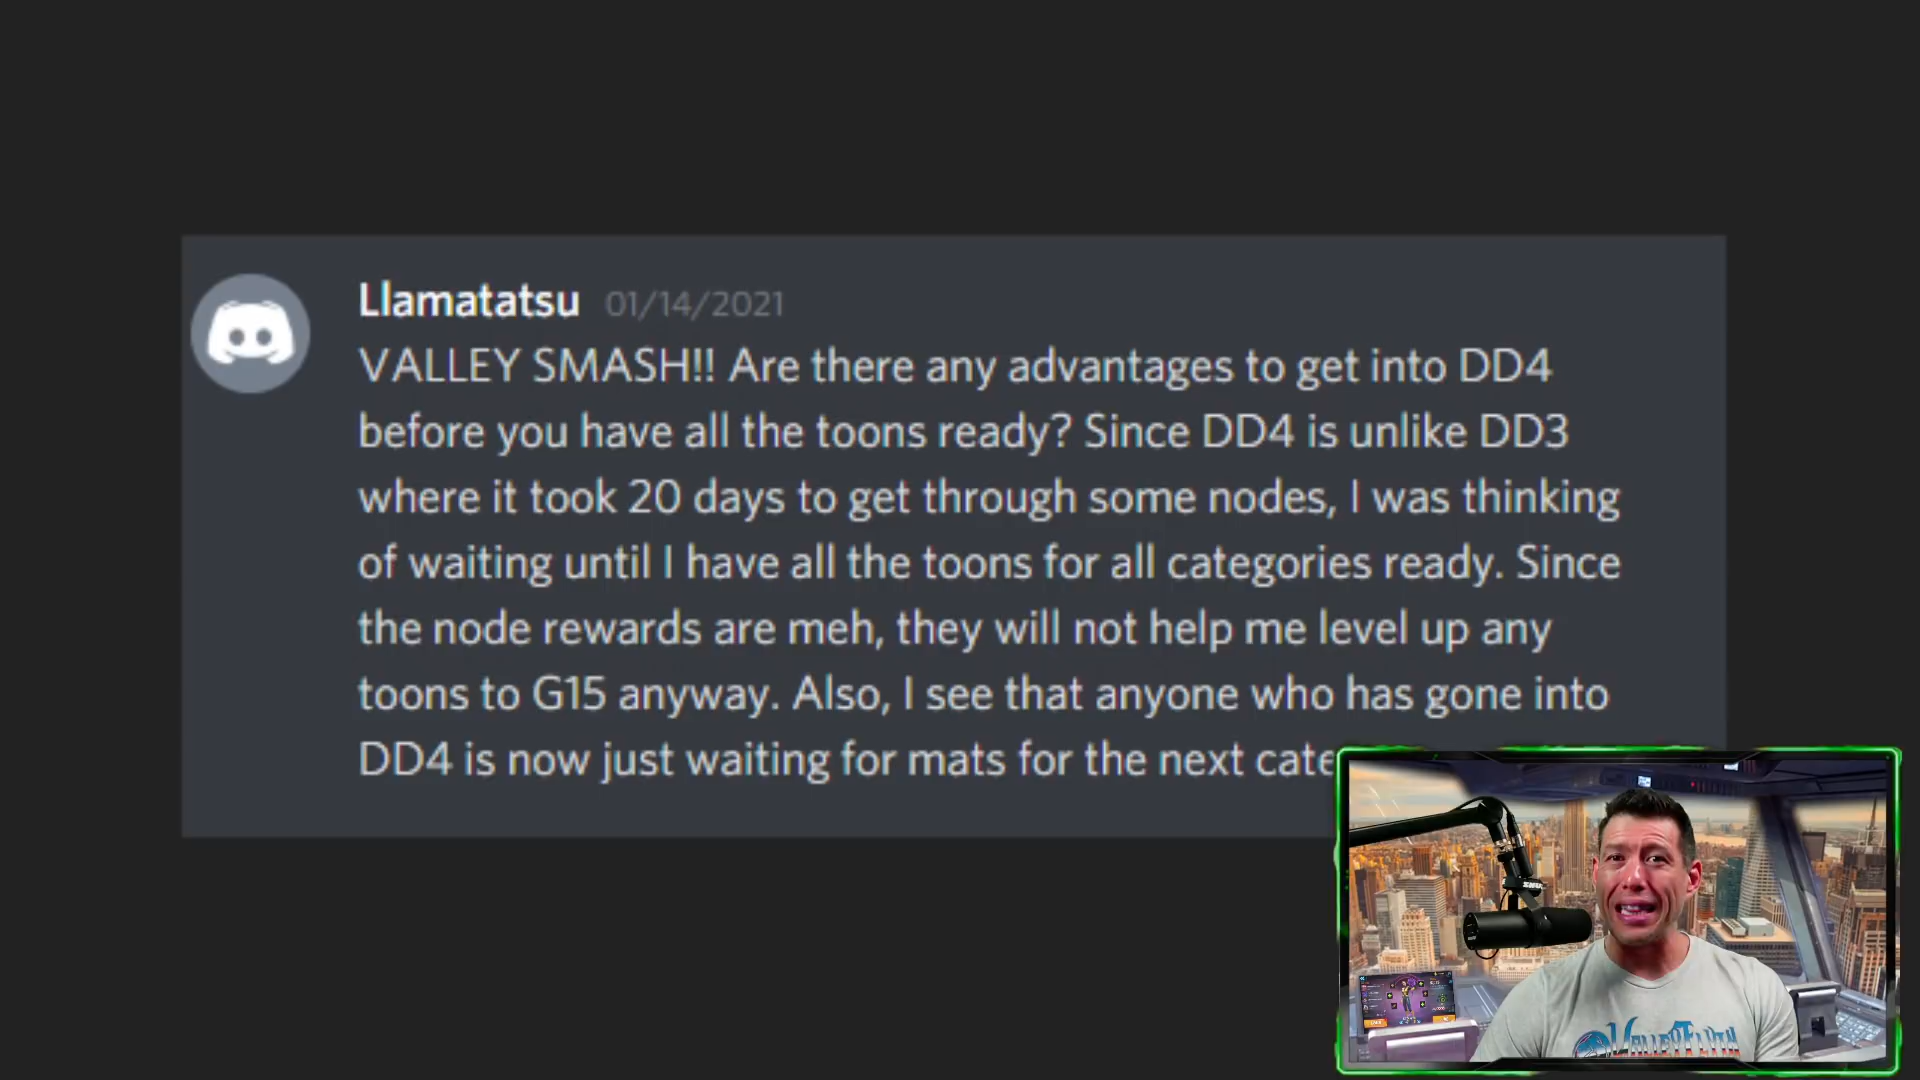 Llamatatsu 01/14/2021
VALLEY SMASH!! Are there any advantages to get into DD4
before you have all the toons ready? Since DD4 is unlike DD3
where it took 20 days to get through some nodes, I was thinking
of waiting until I have all the toons for all categories ready. Since
the node rewards are meh, they will not help me level up any
toons to G15 anyway. Also, I see that anyone who has gone into
DD4 is now just waiting for mats for the next cate
VALLEYFLYIN